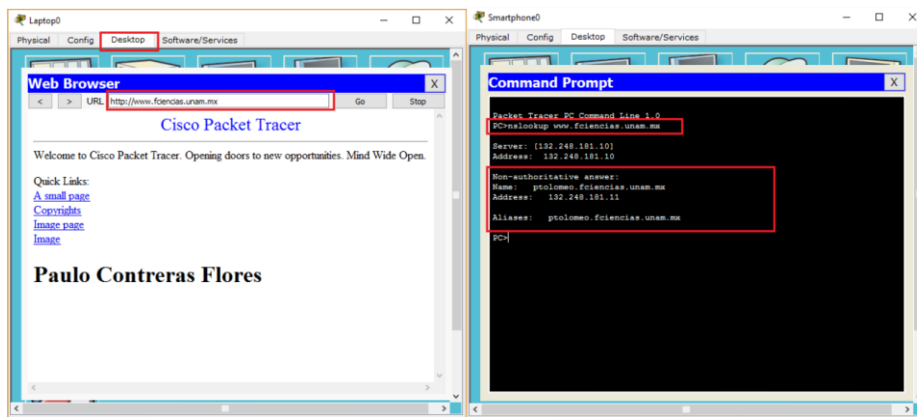 Laptop0
Physical Config Desktop Software/Services
Web Browser X
< > URL http://www.fciencias.unam.mx Go Stop
Cisco Packet Tracer
Welcome to Cisco Packet Tracer. Opening doors to new opportunities. Mind Wide Open.
Quick Links:
A small page
Copyrights
Image page
Image
Paulo Contreras Flores
Smartphone0
Physical Config Desktop Software/Services
Command Prompt X
Packet Tracer PC Command Line 1.0
PC>nslookup www.fciencias.unam.mx
Server: [132.248.181.10]
Address: 132.248.181.10
Non-authoritative answer:
Name: ptolomeo.fciencias.unam.mx
Address: 132.248.181.11
Aliases: ptolomeo.fciencias.unam.mx
PC>